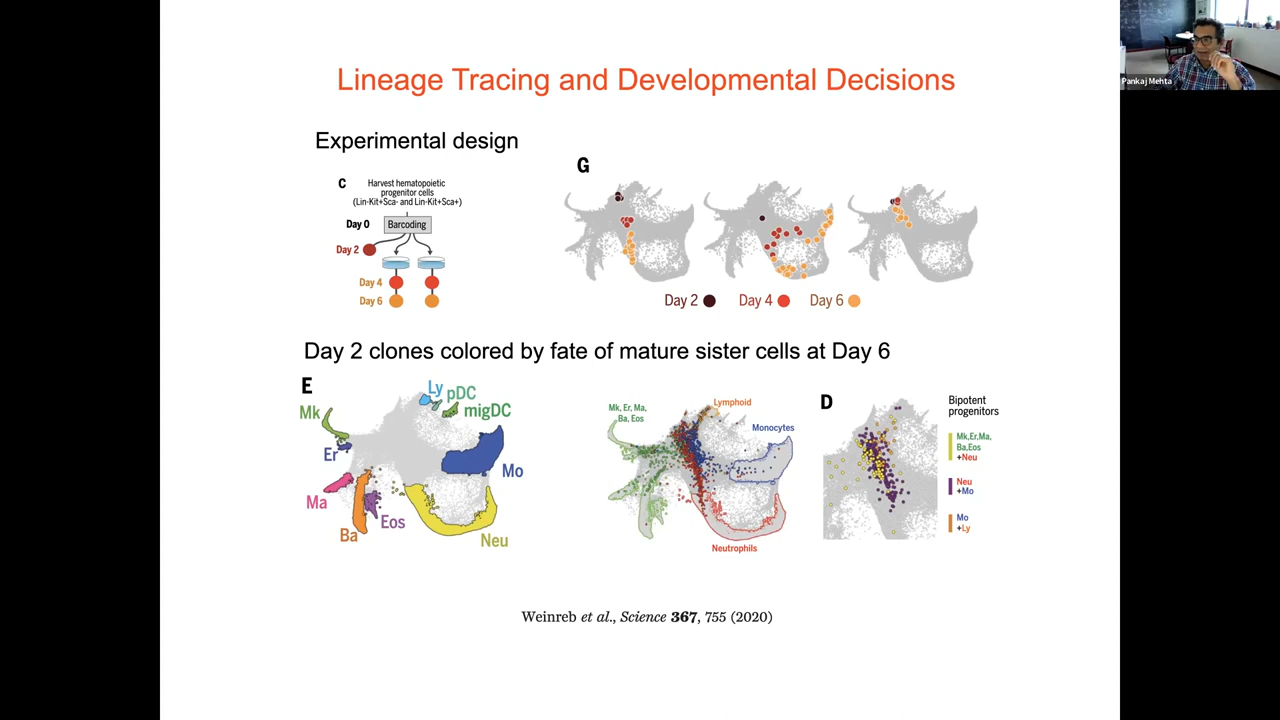 Pankaj Mehta
Lineage Tracing and Developmental Decisions
Experimental design
C
Harvest hematopoietic
progenitor cells
(Lin-Kit+Sca- and Lin-Kit+Sca+)
Day 0
Barcoding
Day 2
Day 4
Day 6
G
Day 2
Day 4
Day 6
Day 2 clones colored by fate of mature sister cells at Day 6
E
Mk
Er
Ma
Ba
Eos
Ly
pDC
migDC
Mo
Neu
Mk, Er, Ma,
Ba, Eos
Lymphoid
Monocytes
Neutrophils
D
Bipotent
progenitors
Mk,Er,Ma,
Ba,Eos
+Neu
Neu
+Mo
Mo
+Ly
Weinreb et al., Science 367, 755 (2020)